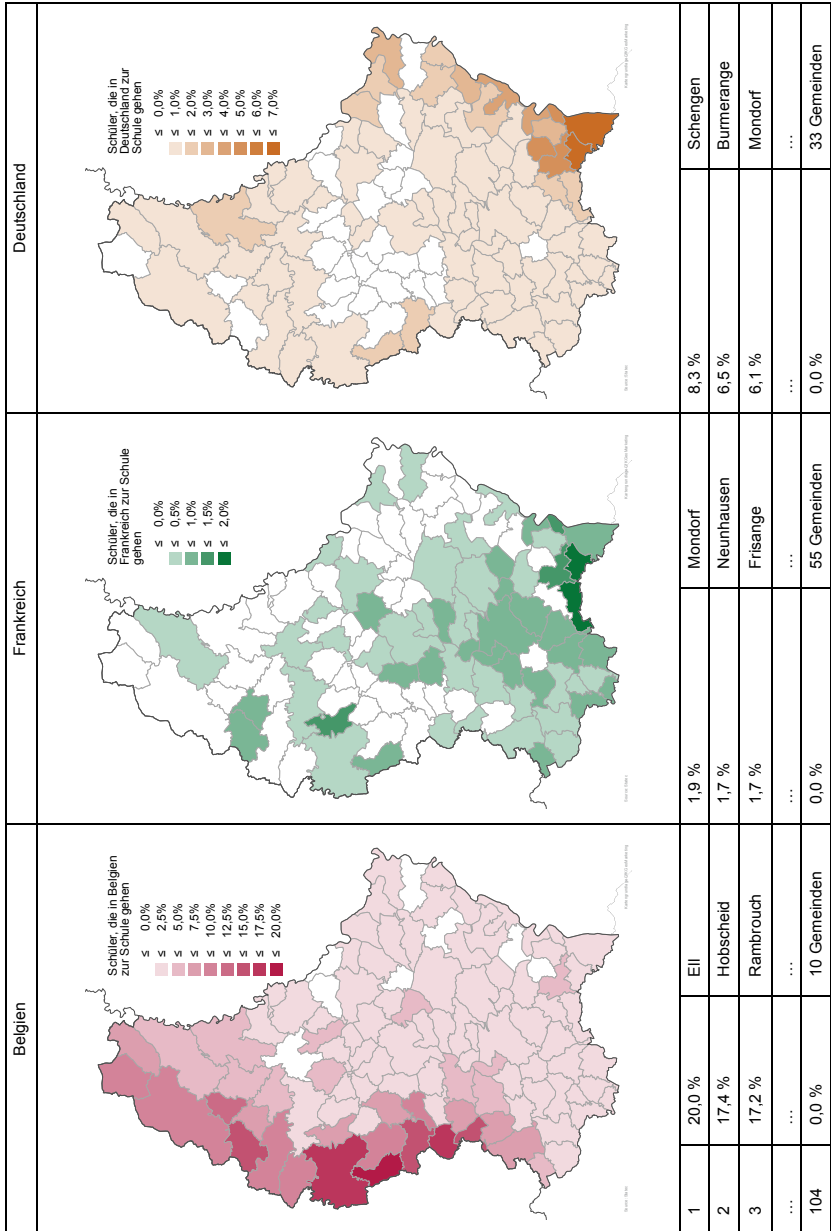 Belgien
Frankreich
Deutschland
Schüler, die in Belgien
zur Schule gehen
≤ 0,0%
≤ 2,5%
≤ 5,0%
≤ 7,5%
≤ 10,0%
≤ 12,5%
≤ 15,0%
≤ 17,5%
≤ 20,0%
Schüler, die in
Frankreich zur Schule
gehen
≤ 0,0%
≤ 0,5%
≤ 1,0%
≤ 1,5%
≤ 2,0%
Schüler, die in
Deutschland zur
Schule gehen
≤ 0,0%
≤ 1,0%
≤ 2,0%
≤ 3,0%
≤ 4,0%
≤ 5,0%
≤ 6,0%
≤ 7,0%
1 20,0 % Ell 1,9 % Mondorf 8,3 % Schengen
2 17,4 % Hobscheid 1,7 % Neunhausen 6,5 % Burmerange
3 17,2 % Rambrouch 1,7 % Frisange 6,1 % Mondorf
… … … … … … …
104 0,0 % 10 Gemeinden 0,0 % 55 Gemeinden 0,0 % 33 Gemeinden